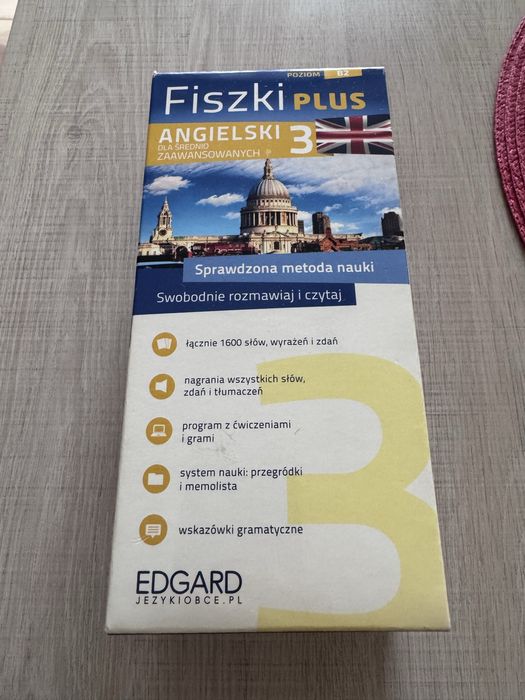 POZIOM B2
Fiszki PLUS
ANGIELSKI 3
DLA ŚREDNIO
ZAAWANSOWANYCH
Sprawdzona metoda nauki
Swobodnie rozmawiaj i czytaj
łącznie 1600 słów, wyrażeń i zdań
nagrania wszystkich słów,
zdań i tłumaczeń
program z ćwiczeniami
i grami
system nauki: przegródki
i memolista
wskazówki gramatyczne
3
EDGARD
JEZYKIOBCE.PL